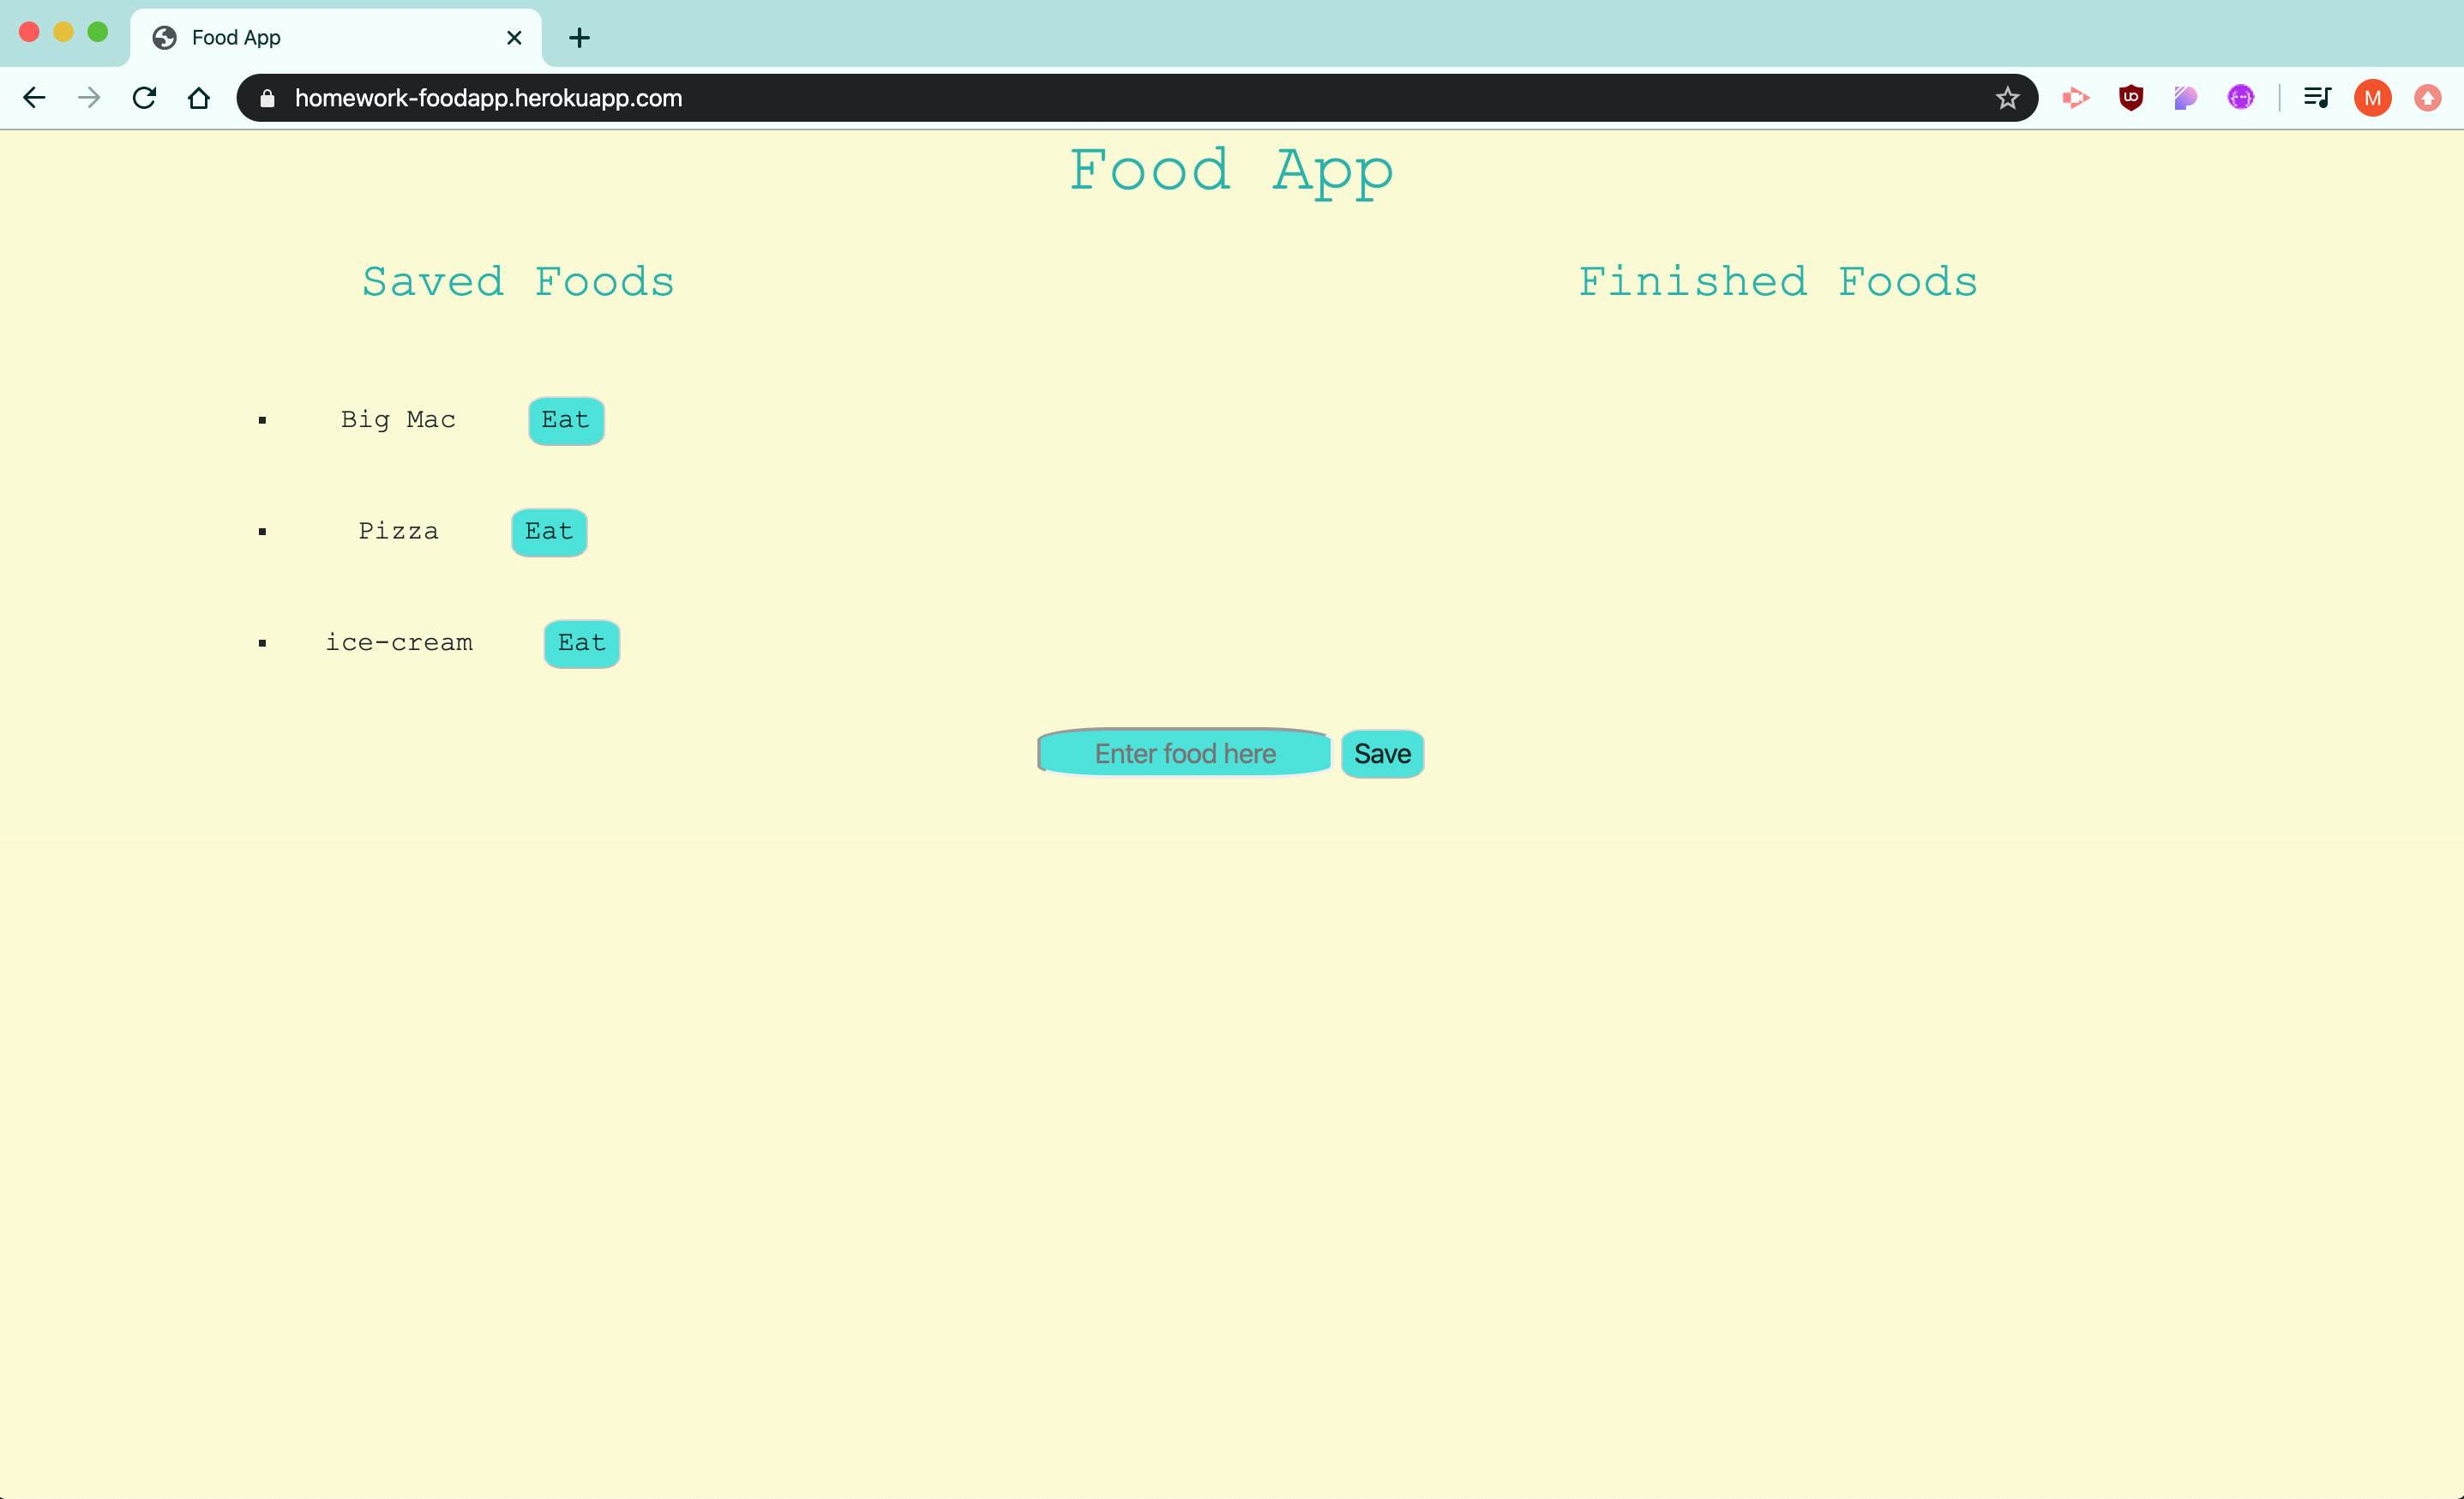 Food App
homework-foodapp.herokuapp.com
M
Food App
Saved Foods
Finished Foods
Big Mac Eat
Pizza Eat
ice-cream Eat
Enter food here Save